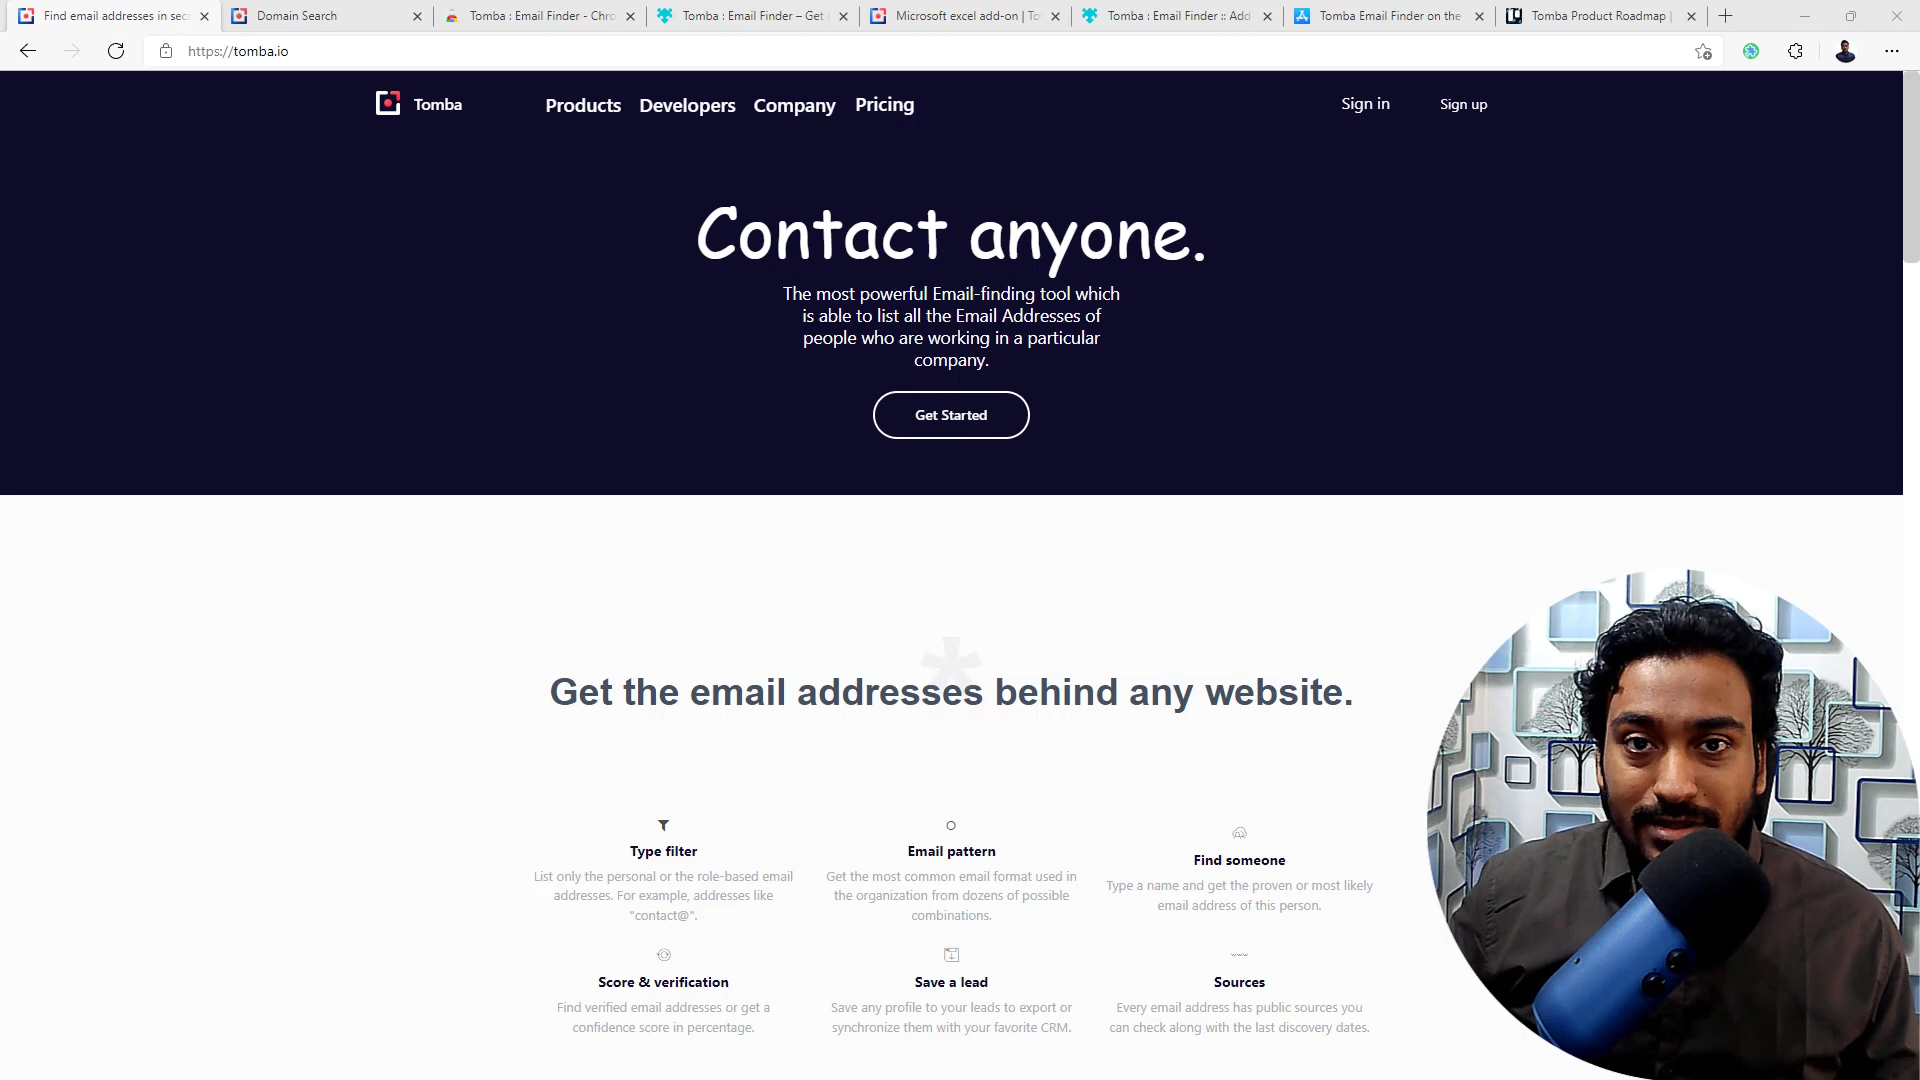 Find email addresses in sec
Domain Search
Tomba : Email Finder - Chro
Tomba : Email Finder – Get
Microsoft excel add-on | To
Tomba : Email Finder :: Add
Tomba Email Finder on the
Tomba Product Roadmap |
https://tomba.io
Tomba
Products
Developers
Company
Pricing
Sign in
Sign up
Contact anyone.
The most powerful Email-finding tool which
is able to list all the Email Addresses of
people who are working in a particular
company.
Get Started
*
Get the email addresses behind any website.
Type filter
List only the personal or the role-based email
addresses. For example, addresses like
"contact@".
Email pattern
Get the most common email format used in
the organization from dozens of possible
combinations.
Find someone
Type a name and get the proven or most likely
email address of this person.
Score & verification
Find verified email addresses or get a
confidence score in percentage.
Save a lead
Save any profile to your leads to export or
synchronize them with your favorite CRM.
Sources
Every email address has public sources you
can check along with the last discovery dates.